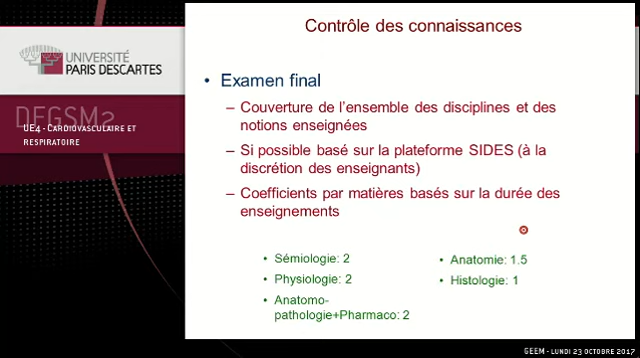 Contrôle des connaissances
UNIVERSITÉ
PARIS DESCARTES
DFGSM2
UE4 - CARDIOVASCULAIRE ET
RESPIRATOIRE
• Examen final
– Couverture de l'ensemble des disciplines et des
notions enseignées
– Si possible basé sur la plateforme SIDES (à la
discrétion des enseignants)
– Coefficients par matières basés sur la durée des
enseignements
• Sémiologie: 2
• Physiologie: 2
• Anatomo-
pathologie+Pharmaco: 2
• Anatomie: 1.5
• Histologie: 1
GEEM - LUNDI 23 OCTOBRE 2017